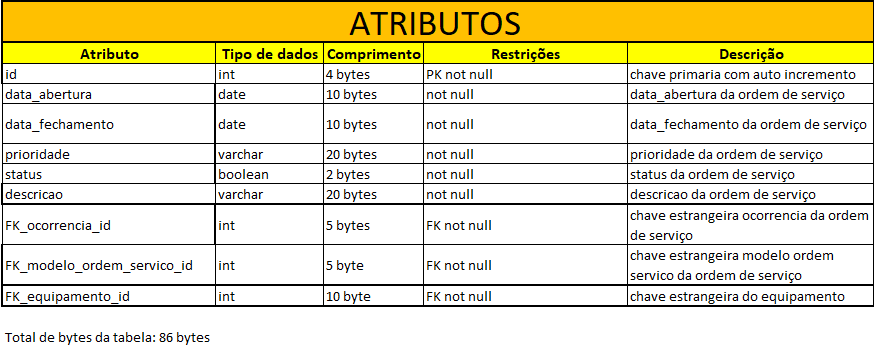 ATRIBUTOS
Atributo Tipo de dados Comprimento Restrições Descrição
id int 4 bytes PK not null chave primaria com auto incremento
data_abertura date 10 bytes not null data_abertura da ordem de serviço
data_fechamento date 10 bytes not null data_fechamento da ordem de serviço
prioridade varchar 20 bytes not null prioridade da ordem de serviço
status boolean 2 bytes not null status da ordem de serviço
descricao varchar 20 bytes not null descricao da ordem de serviço
FK_ocorrencia_id int 5 bytes FK not null chave estrangeira ocorrencia da ordem
de serviço
FK_modelo_ordem_servico_id int 5 byte FK not null chave estrangeira modelo ordem
servico da ordem de serviço
FK_equipamento_id int 10 byte FK not null chave estrangeira do equipamento
Total de bytes da tabela: 86 bytes